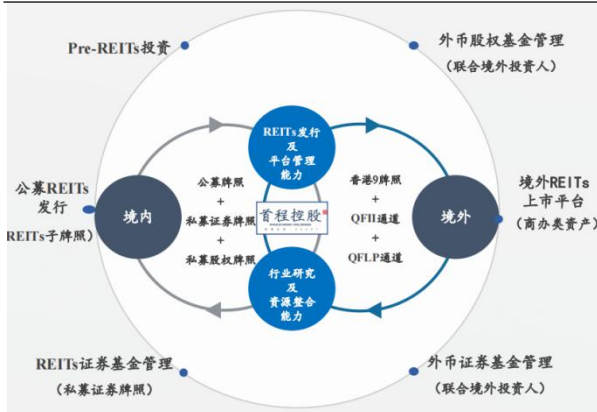 Pre-REITs投资
外币股权基金管理
（联合境外投资人）
REITs发行
及
平台管理
能力
公募REITs
发行
（REITs子牌照）
境内
公募牌照
+
私募证券牌照
+
私募股权牌照
首程控股
香港9牌照
+
QFII通道
+
QFLP通道
境外
境外REITs
上市平台
（商办类资产）
行业研究
及
资源整合
能力
REITs证券基金管理
（私募证券牌照）
外币证券基金管理
（联合境外投资人）